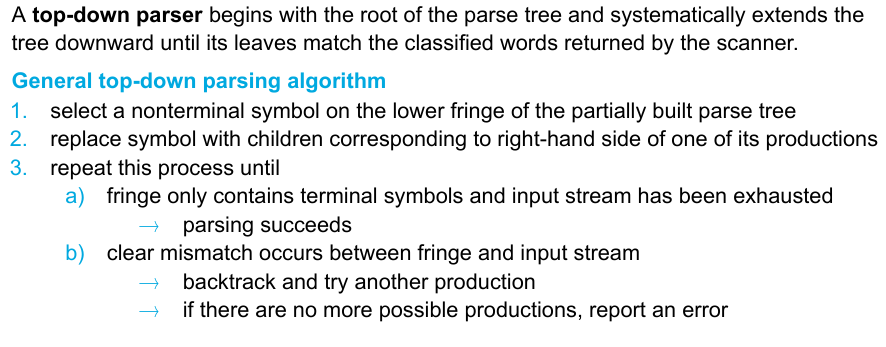 A top-down parser begins with the root of the parse tree and systematically extends the
tree downward until its leaves match the classified words returned by the scanner.
General top-down parsing algorithm
1. select a nonterminal symbol on the lower fringe of the partially built parse tree
2. replace symbol with children corresponding to right-hand side of one of its productions
3. repeat this process until
a) fringe only contains terminal symbols and input stream has been exhausted
→ parsing succeeds
b) clear mismatch occurs between fringe and input stream
→ backtrack and try another production
→ if there are no more possible productions, report an error